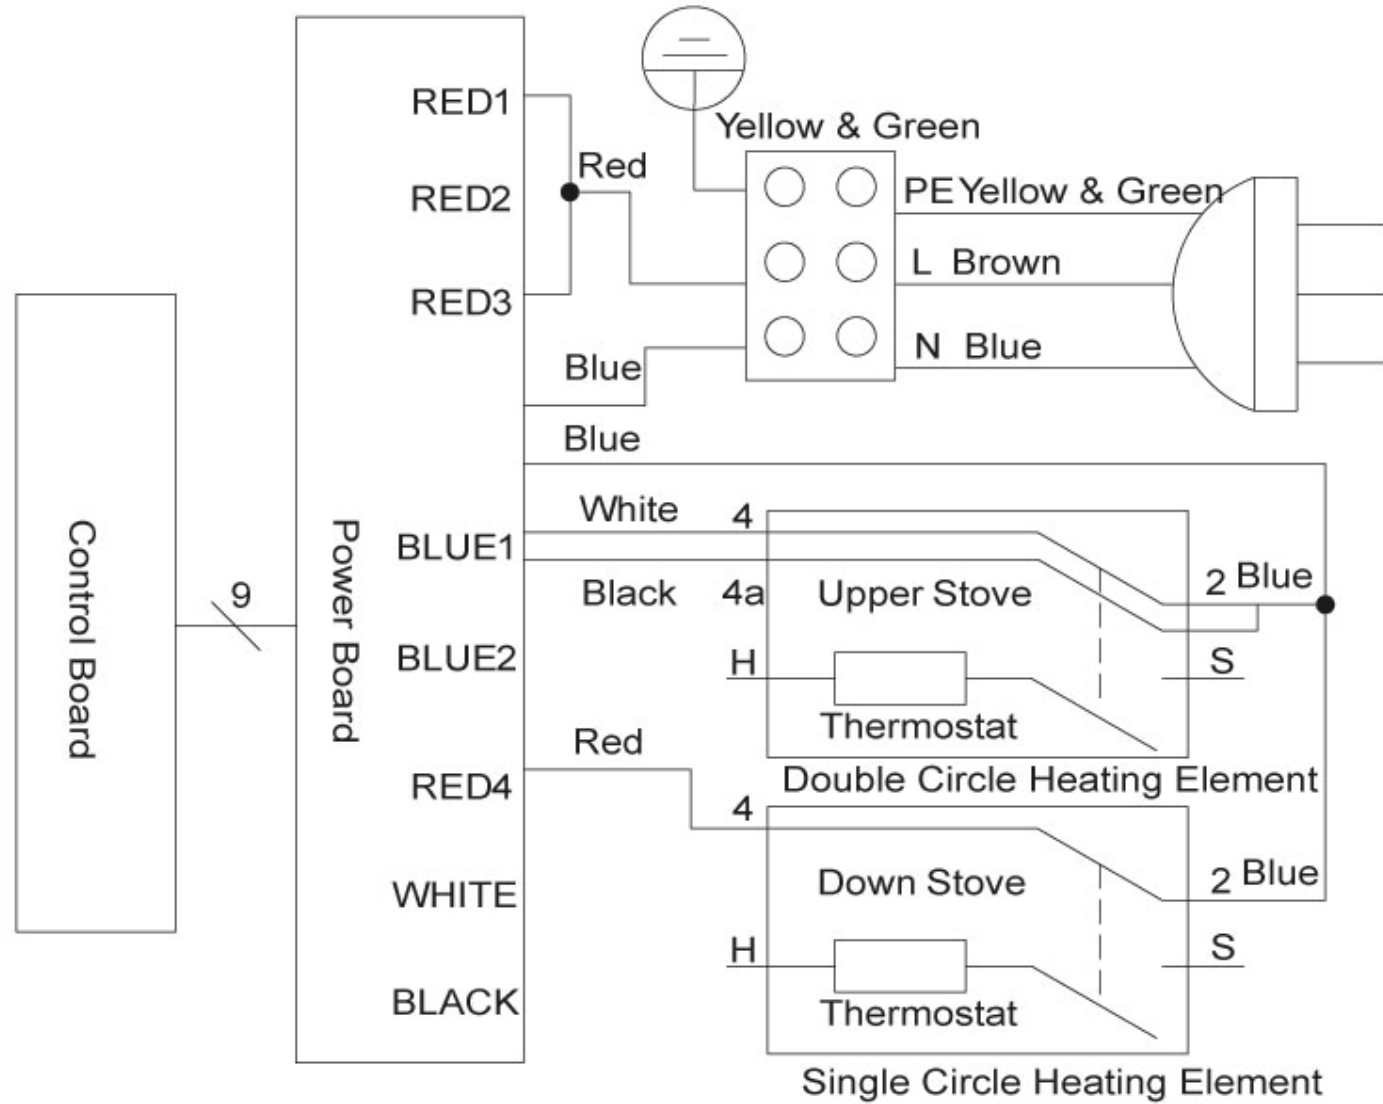 RED1
Yellow & Green
Red
RED2
PE Yellow & Green
L Brown
RED3
N Blue
Blue
Blue
White
4
BLUE1
Control Board
9
Power Board
Black
4a
Upper Stove
2 Blue
BLUE2
H
S
Thermostat
Red
RED4
Double Circle Heating Element
4
WHITE
Down Stove
2 Blue
H
S
BLACK
Thermostat
Single Circle Heating Element